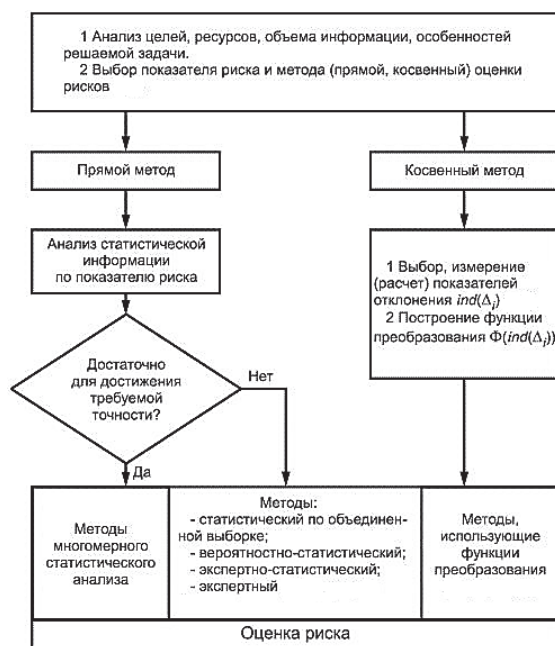 1 Анализ целей, ресурсов, объема информации, особенностей
решаемой задачи.
2 Выбор показателя риска и метода (прямой, косвенный) оценки
рисков
Прямой метод
Косвенный метод
Анализ статистической
информации
по показателю риска
1 Выбор, измерение
(расчет) показателей
отклонения ind(Δi)
2 Построение функции
преобразования Ф(ind(Δi))
Достаточно
для достижения
требуемой
точности?
Нет
Да
Методы
многомерного
статистического
анализа
Методы:
- статистический по объединен-
ной выборке;
- вероятностно-статистический;
- экспертно-статистический;
- экспертный
Методы,
использующие
функции
преобразования
Оценка риска